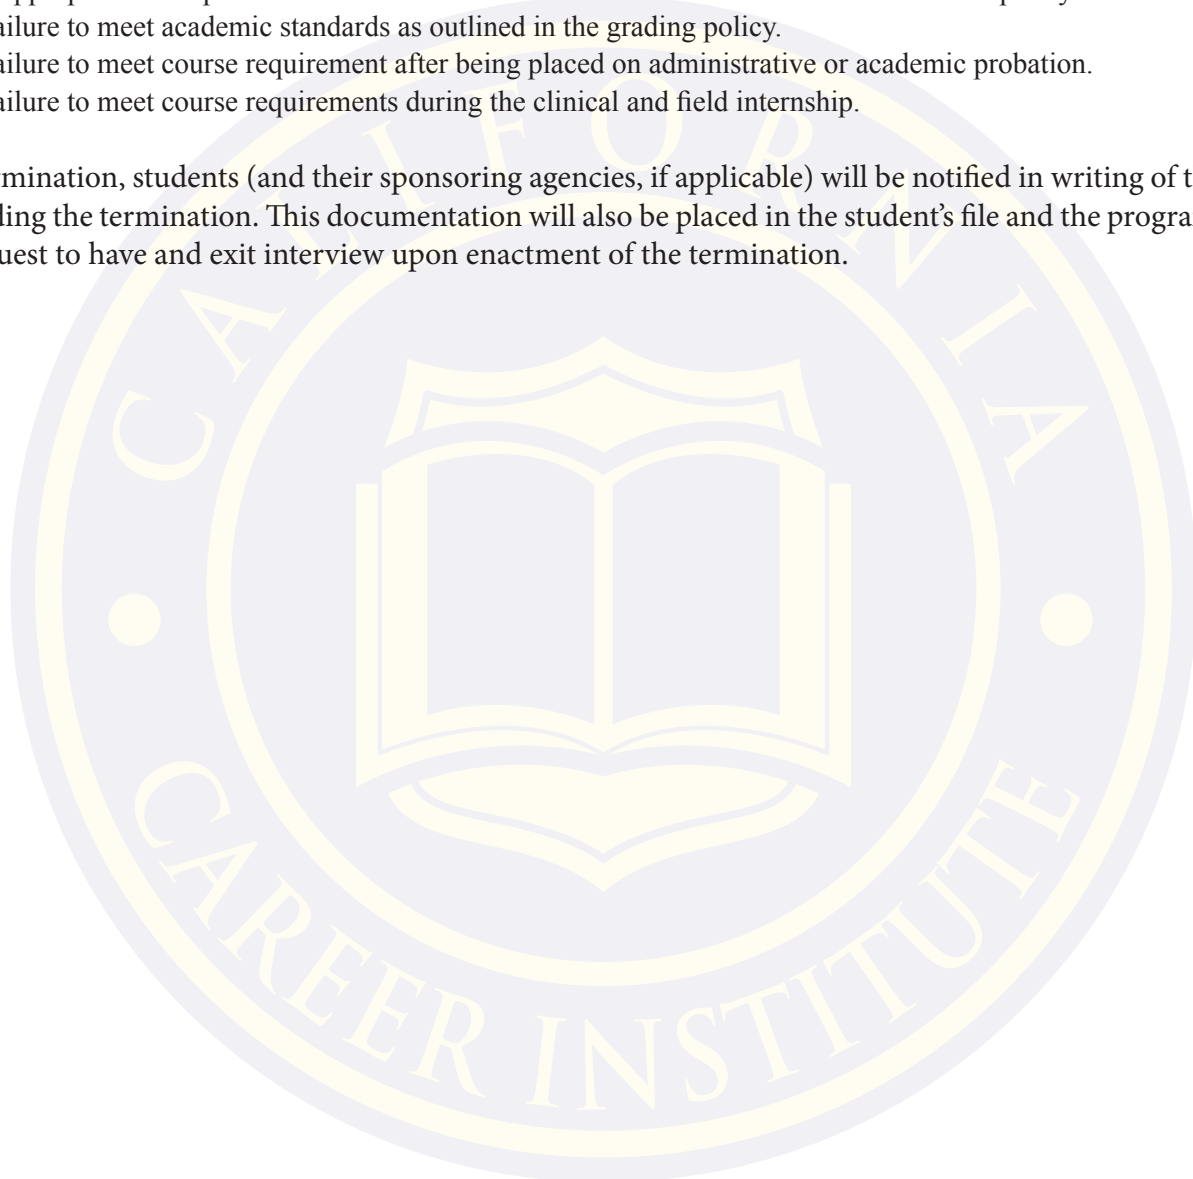 ailure to meet academic standards as outlined in the grading policy.
ailure to meet course requirement after being placed on administrative or academic probation.
ailure to meet course requirements during the clinical and field internship.
rmination, students (and their sponsoring agencies, if applicable) will be notified in writing of t
ding the termination. This documentation will also be placed in the student's file and the program
uest to have and exit interview upon enactment of the termination.
CALIFORNIA
CAREER INSTITUTE